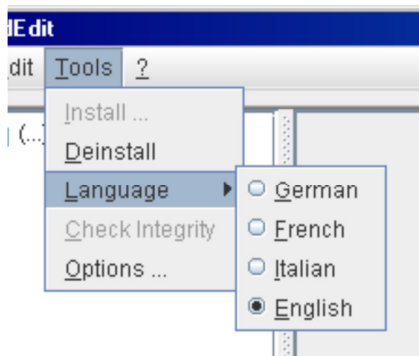 dEdit
dit Tools ?
Install ...
(...
Deinstall
Language
German
Check Integrity
French
Options ...
Italian
English